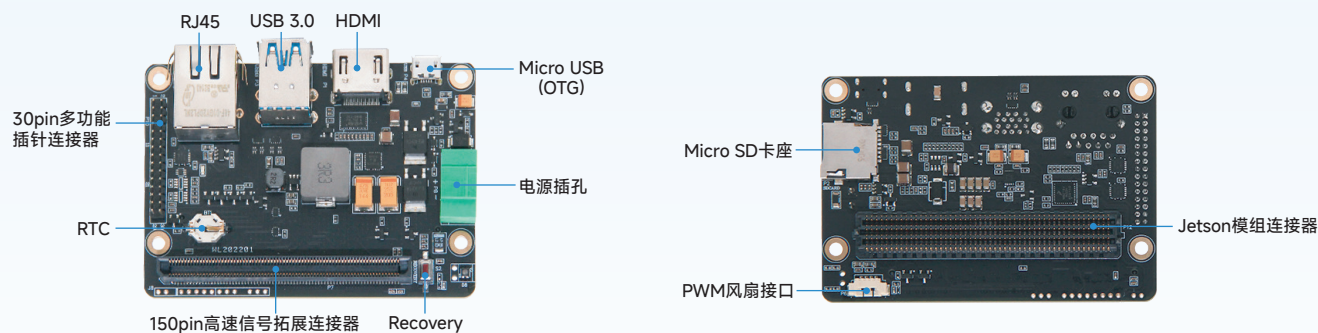 RJ45
USB 3.0
HDMI
Micro USB
(OTG)
30pin多功能
插针连接器
电源插孔
RTC
3R3
WL202201
150pin高速信号拓展连接器
Recovery
Micro SD卡座
Jetson模组连接器
PWM风扇接口